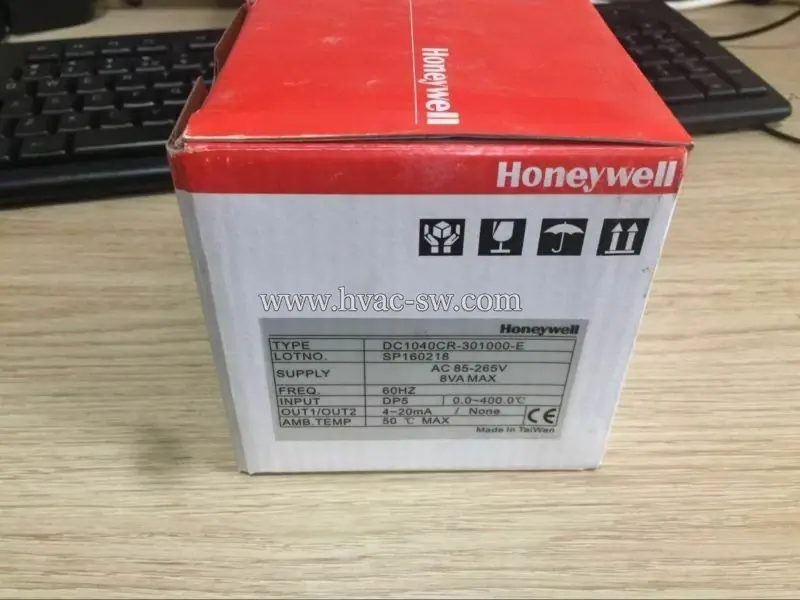 Honeywell
Honeywell
www.hvac-sw.com
Honeywell
TYPE DC1040CR-301000-E
LOTNO. SP160218
SUPPLY AC 85-265V
8VA MAX
FREQ. 60HZ
INPUT DP5 0.0~400.0℃
OUT1/OUT2 4~20mA / None
AMB.TEMP 50 ℃ MAX
CE
Made in TaiWan